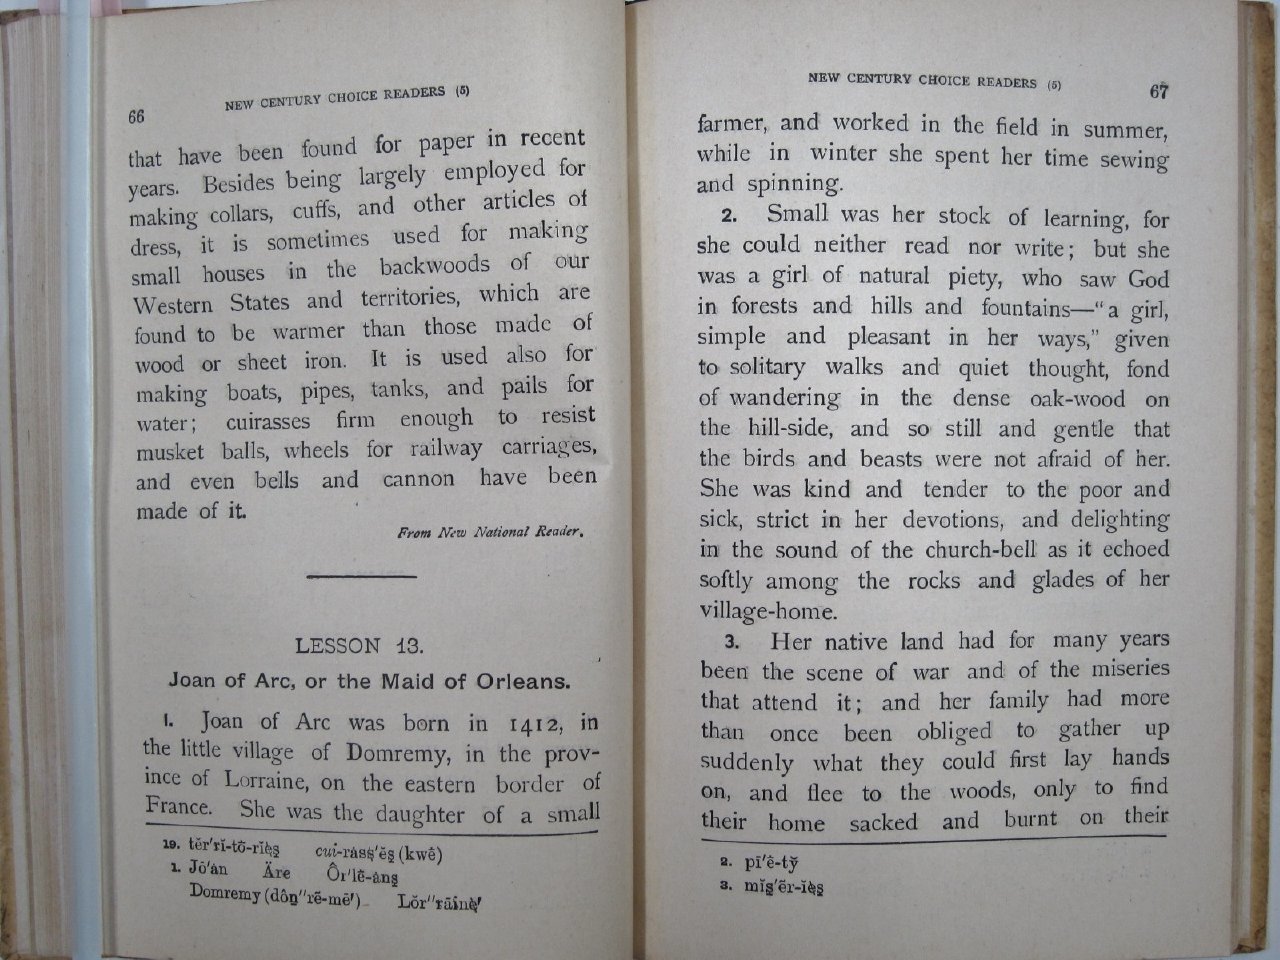 66
NEW CENTURY CHOICE READERS (5)
that have been found for paper in recent
years. Besides being largely employed for
making collars, cuffs, and other articles of
dress, it is sometimes used for making
small houses in the backwoods of our
Western States and territories, which are
found to be warmer than those made of
wood or sheet iron. It is used also for
making boats, pipes, tanks, and pails for
water; cuirasses firm enough to resist
musket balls, wheels for railway carriages,
and even bells and cannon have been
made of it.
From New National Reader.
LESSON 13.
Joan of Arc, or the Maid of Orleans.
1. Joan of Arc was born in 1412, in
the little village of Domremy, in the prov-
ince of Lorraine, on the eastern border of
France. She was the daughter of a small
19. tĕr′rĭ-tō-rĭẹş cui-rȧsş′ĕş (kwē)
1. Jō′ȧn Äre Ôr′lē-ȧnş
Domremy (dôṉ″rē-mē′) Lŏr″rāinẹ′
NEW CENTURY CHOICE READERS (5)
67
farmer, and worked in the field in summer,
while in winter she spent her time sewing
and spinning.
2. Small was her stock of learning, for
she could neither read nor write; but she
was a girl of natural piety, who saw God
in forests and hills and fountains—“a girl,
simple and pleasant in her ways,” given
to solitary walks and quiet thought, fond
of wandering in the dense oak-wood on
the hill-side, and so still and gentle that
the birds and beasts were not afraid of her.
She was kind and tender to the poor and
sick, strict in her devotions, and delighting
in the sound of the church-bell as it echoed
softly among the rocks and glades of her
village-home.
3. Her native land had for many years
been the scene of war and of the miseries
that attend it; and her family had more
than once been obliged to gather up
suddenly what they could first lay hands
on, and flee to the woods, only to find
their home sacked and burnt on their
2. pī′ē-tў
3. mĭş′ēr-ĭẹş